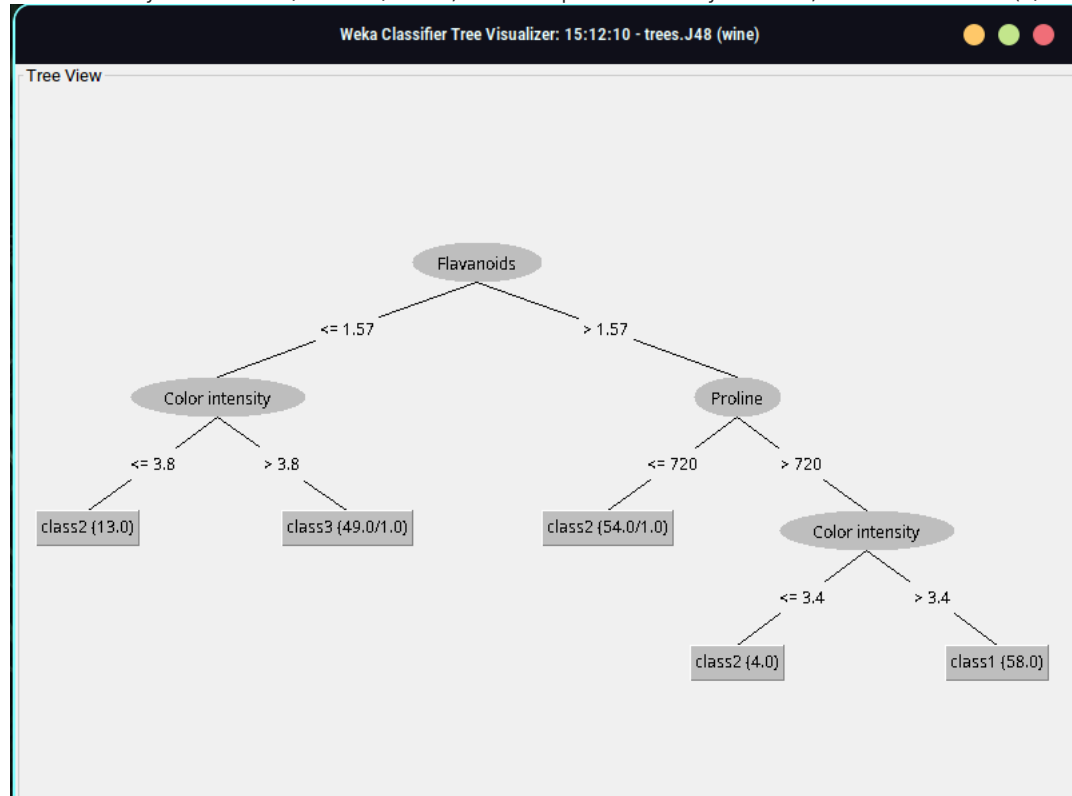 Weka Classifier Tree Visualizer: 15:12:10 - trees.J48 (wine)
Tree View
Flavanoids
<= 1.57
> 1.57
Color intensity
Proline
<= 3.8
> 3.8
<= 720
> 720
class2 (13.0)
class3 (49.0/1.0)
class2 (54.0/1.0)
Color intensity
<= 3.4
> 3.4
class2 (4.0)
class1 (58.0)